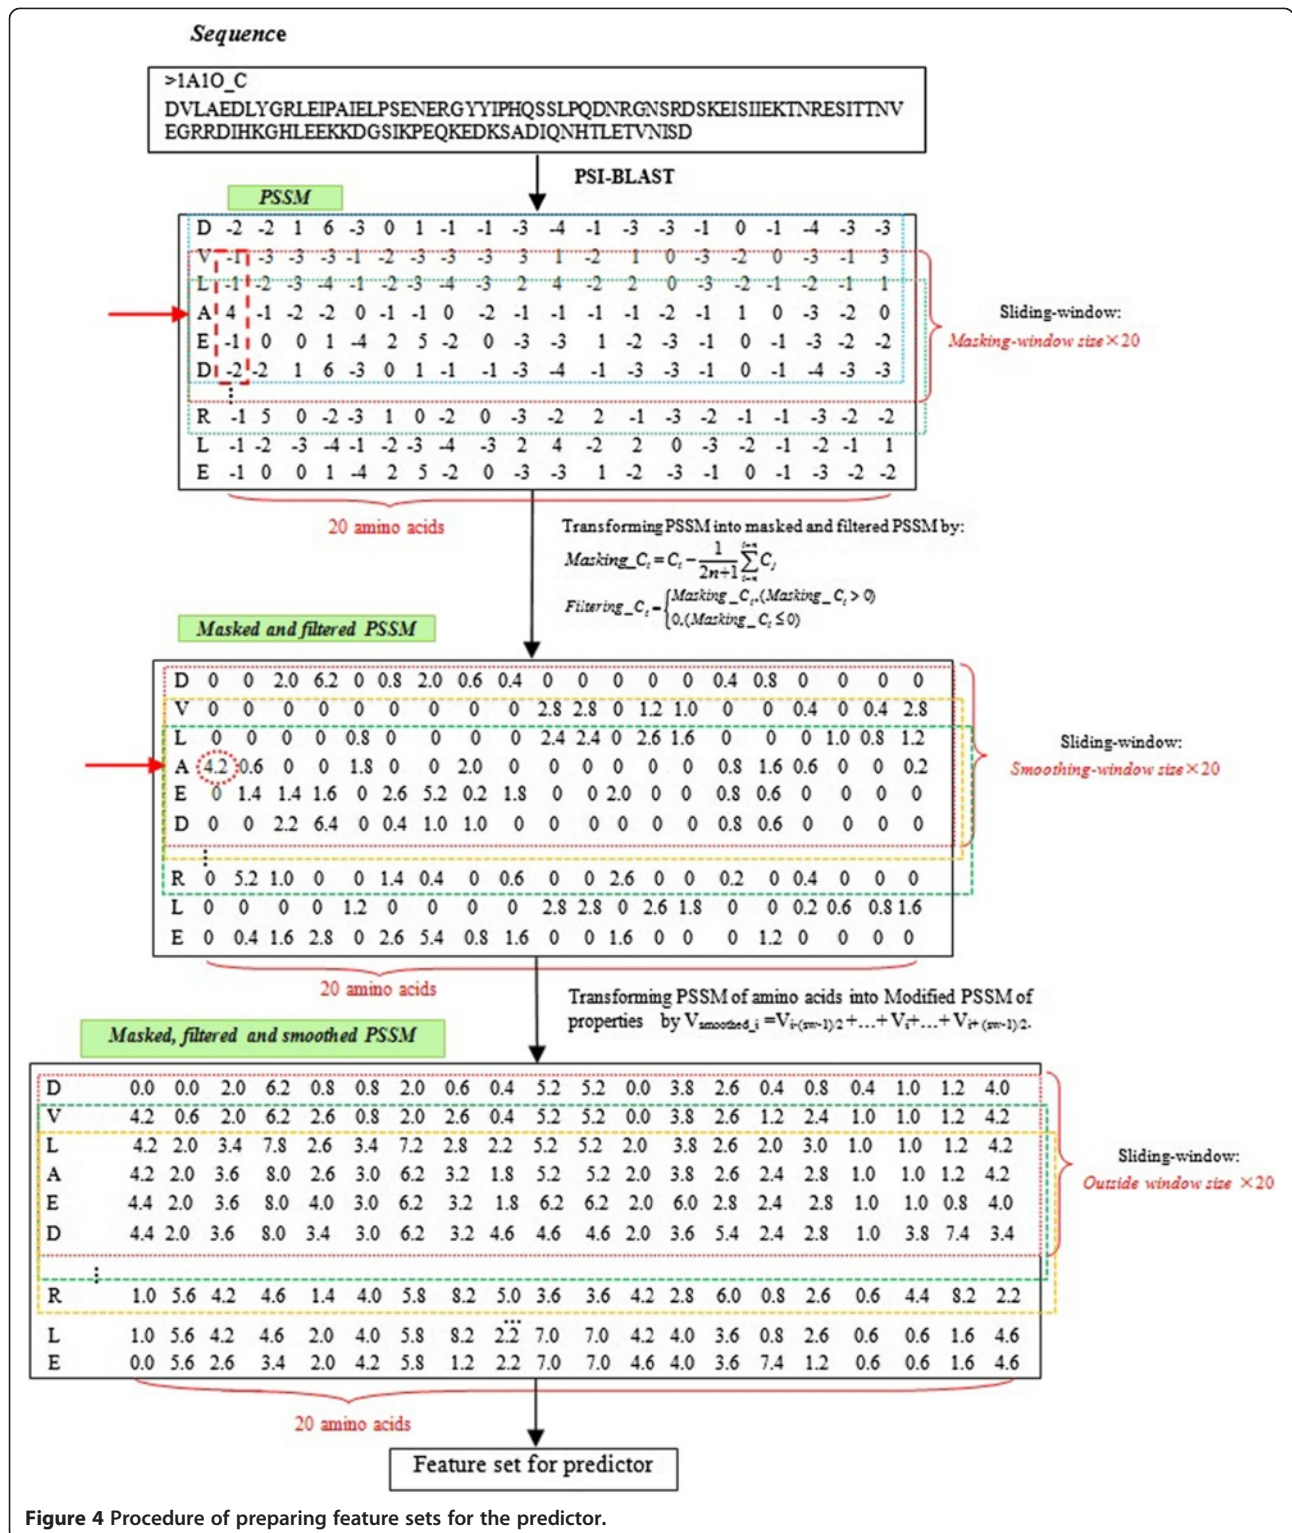 Sequence
>1A1O_C
DVLAEDLYGRLEIPAIELPSENERGYYIPHQSSLPQDNRGNSRDSKEISIIEKTNRESITTNV
EGRRDIHKGHLEEKKDGSIKPEQKEDKSADIQNHTLETVNISD
PSI-BLAST
PSSM
D -2 -2 1 6 -3 0 1 -1 -1 -3 -4 -1 -3 -3 -1 0 -1 -4 -3 -3
V -1 -3 -3 -3 -1 -2 -3 -3 -3 3 1 -2 1 0 -3 -2 0 -3 -1 3
L -1 -2 -3 -4 -1 -2 -3 -4 -3 2 4 -2 2 0 -3 -2 -1 -2 -1 1
A 4 -1 -2 -2 0 -1 -1 0 -2 -1 -1 -1 -1 -2 -1 1 0 -3 -2 0
E -1 0 0 1 -4 2 5 -2 0 -3 -3 1 -2 -3 -1 0 -1 -3 -2 -2
D -2 -2 1 6 -3 0 1 -1 -1 -3 -4 -1 -3 -3 -1 0 -1 -4 -3 -3
⋮
R -1 5 0 -2 -3 1 0 -2 0 -3 -2 2 -1 -3 -2 -1 -1 -3 -2 -2
L -1 -2 -3 -4 -1 -2 -3 -4 -3 2 4 -2 2 0 -3 -2 -1 -2 -1 1
E -1 0 0 1 -4 2 5 -2 0 -3 -3 1 -2 -3 -1 0 -1 -3 -2 -2
Sliding-window:
Masking-window size×20
20 amino acids
Transforming PSSM into masked and filtered PSSM by:
Masking_C_i = C_i - 1/(2n+1) ∑ C_j
Filtering_C_i = { Masking_C_i.(Masking_C_i > 0)
0.(Masking_C_i ≤ 0)
Masked and filtered PSSM
D 0 0 2.0 6.2 0 0.8 2.0 0.6 0.4 0 0 0 0 0 0.4 0.8 0 0 0 0
V 0 0 0 0 0 0 0 0 0 2.8 2.8 0 1.2 1.0 0 0 0.4 0 0.4 2.8
L 0 0 0 0 0.8 0 0 0 0 2.4 2.4 0 2.6 1.6 0 0 0 1.0 0.8 1.2
A 4.2 0.6 0 0 1.8 0 0 2.0 0 0 0 0 0 0 0.8 1.6 0.6 0 0 0.2
E 0 1.4 1.4 1.6 0 2.6 5.2 0.2 1.8 0 0 2.0 0 0 0.8 0.6 0 0 0 0
D 0 0 2.2 6.4 0 0.4 1.0 1.0 0 0 0 0 0 0 0.8 0.6 0 0 0 0
⋮
R 0 5.2 1.0 0 0 1.4 0.4 0 0.6 0 0 2.6 0 0 0.2 0 0.4 0 0 0
L 0 0 0 0 1.2 0 0 0 0 2.8 2.8 0 2.6 1.8 0 0 0.2 0.6 0.8 1.6
E 0 0.4 1.6 2.8 0 2.6 5.4 0.8 1.6 0 0 1.6 0 0 0 1.2 0 0 0 0
Sliding-window:
Smoothing-window size×20
20 amino acids
Transforming PSSM of amino acids into Modified PSSM of
properties by V_smoothed_i =V_i-(sw-1)/2 +…+ V_i +…+ V_i+(sw-1)/2.
Masked, filtered and smoothed PSSM
D 0.0 0.0 2.0 6.2 0.8 0.8 2.0 0.6 0.4 5.2 5.2 0.0 3.8 2.6 0.4 0.8 0.4 1.0 1.2 4.0
V 4.2 0.6 2.0 6.2 2.6 0.8 2.0 2.6 0.4 5.2 5.2 0.0 3.8 2.6 1.2 2.4 1.0 1.0 1.2 4.2
L 4.2 2.0 3.4 7.8 2.6 3.4 7.2 2.8 2.2 5.2 5.2 2.0 3.8 2.6 2.0 3.0 1.0 1.0 1.2 4.2
A 4.2 2.0 3.6 8.0 2.6 3.0 6.2 3.2 1.8 5.2 5.2 2.0 3.8 2.6 2.4 2.8 1.0 1.0 1.2 4.2
E 4.4 2.0 3.6 8.0 4.0 3.0 6.2 3.2 1.8 6.2 6.2 2.0 6.0 2.8 2.4 2.8 1.0 1.0 0.8 4.0
D 4.4 2.0 3.6 8.0 3.4 3.0 6.2 3.2 4.6 4.6 4.6 2.0 3.6 5.4 2.4 2.8 1.0 3.8 7.4 3.4
⋮
R 1.0 5.6 4.2 4.6 1.4 4.0 5.8 8.2 5.0 3.6 3.6 4.2 2.8 6.0 0.8 2.6 0.6 4.4 8.2 2.2
…
L 1.0 5.6 4.2 4.6 2.0 4.0 5.8 8.2 2.2 7.0 7.0 4.2 4.0 3.6 0.8 2.6 0.6 0.6 1.6 4.6
E 0.0 5.6 2.6 3.4 2.0 4.2 5.8 1.2 2.2 7.0 7.0 4.6 4.0 3.6 7.4 1.2 0.6 0.6 1.6 4.6
Sliding-window:
Outside window size ×20
20 amino acids
Feature set for predictor
Figure 4 Procedure of preparing feature sets for the predictor.